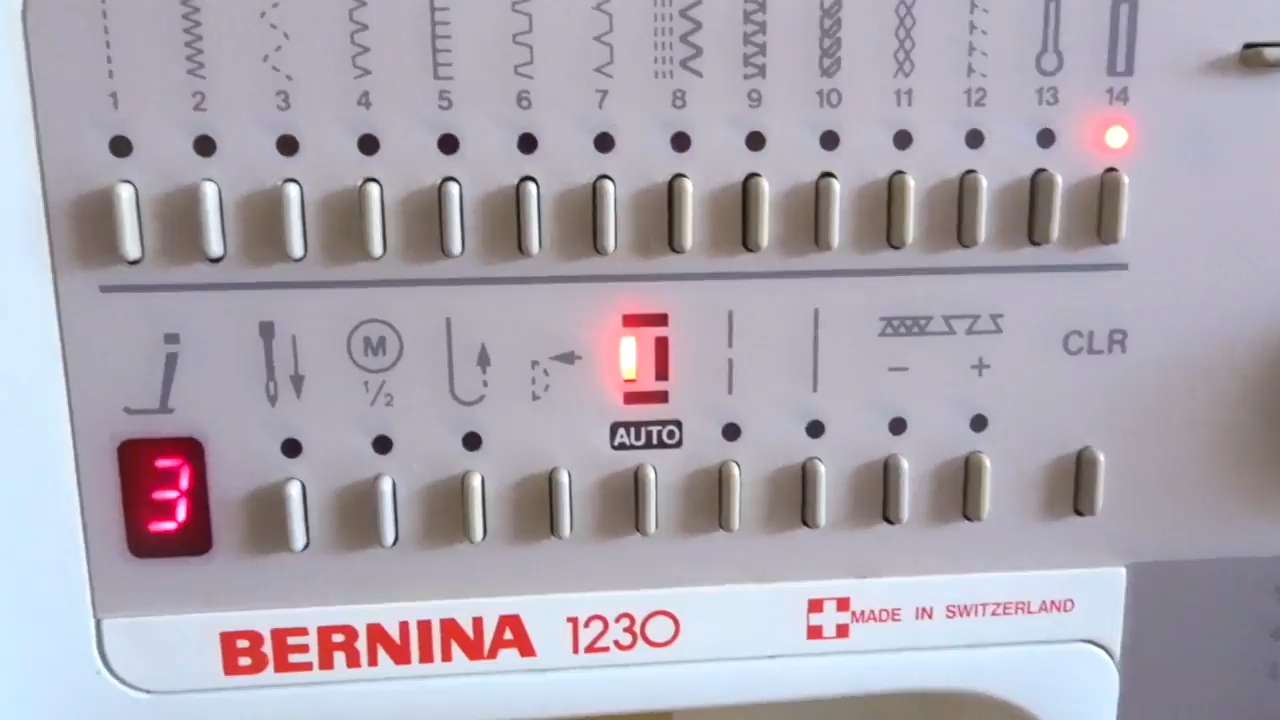 1 2 3 4 5 6 7 8 9 10 11 12 13 14
M
1/2
- +
CLR
AUTO
3
BERNINA 1230
MADE IN SWITZERLAND